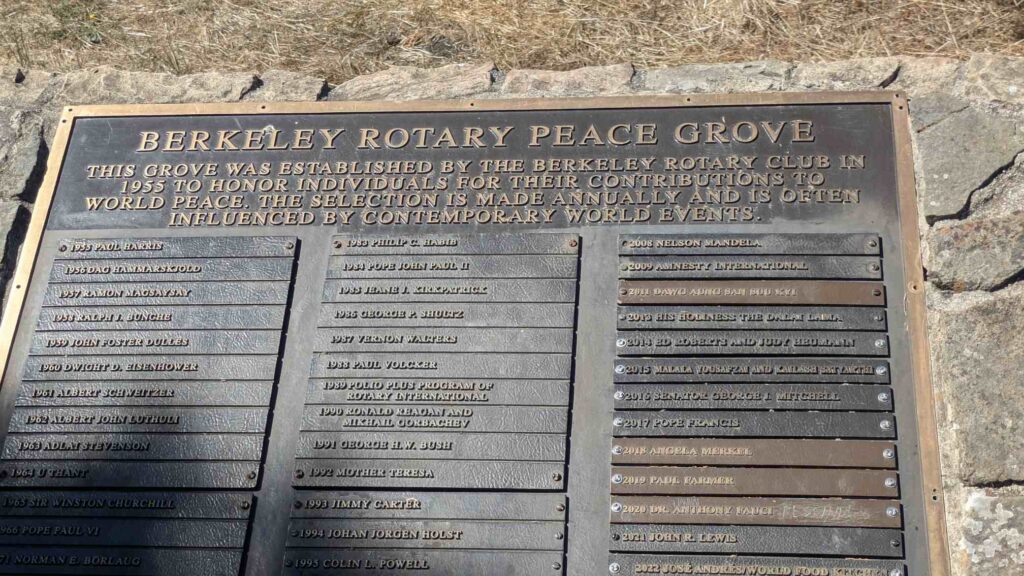 BERKELEY ROTARY PEACE GROVE
THIS GROVE WAS ESTABLISHED BY THE BERKELEY ROTARY CLUB IN
1955 TO HONOR INDIVIDUALS FOR THEIR CONTRIBUTIONS TO
WORLD PEACE. THE SELECTION IS MADE ANNUALLY AND IS OFTEN
INFLUENCED BY CONTEMPORARY WORLD EVENTS.
1955 PAUL HARRIS
1956 DAG HAMMARSKJOLD
1957 RAMON MAGSAYSAY
1951 RALPH J. BUNCHE
1959 JOHN FOSTER DULLES
1960 DWIGHT D. EISENHOWER
1961 ALBERT SCHWEITZER
1962 ALBERT JOHN LUTHULI
1963 ADLAI STEVENSON
1964 U THANT
1965 SIR WINSTON CHURCHILL
1966 POPE PAUL VI
71 NORMAN E. BORLAUG
1983 PHILIP C. HABIB
1984 POPE JOHN PAUL II
1985 JEANE J. KIRKPATRICK
1986 GEORGE P. SHULTZ
1987 VERNON WALTERS
1988 PAUL VOLCKER
1989 POLIO PLUS PROGRAM OF
ROTARY INTERNATIONAL
1990 RONALD REAGAN AND
MIKHAIL GORBACHEV
1991 GEORGE H.W. BUSH
1992 MOTHER TERESA
1993 JIMMY CARTER
1994 JOHAN JORGEN HOLST
1995 COLIN L. POWELL
2008 NELSON MANDELA
2009 AMNESTY INTERNATIONAL
2011 DAWG AUNG SAN SUU KYI
2013 HIS HOLINESS THE DALAI LAMA
2014 ED ROBERTS AND JUDY HEUMANN
2015 MALALA YOUSAFZAI AND KAILASH SATYARTHI
2016 SENATOR GEORGE J. MITCHELL
2017 POPE FRANCIS
2018 ANGELA MERKEL
2019 PAUL FARMER
2020 DR. ANTHONY FAUCI
2021 JOHN R. LEWIS
2022 JOSÉ ANDRÉS/WORLD FOOD KITCHEN